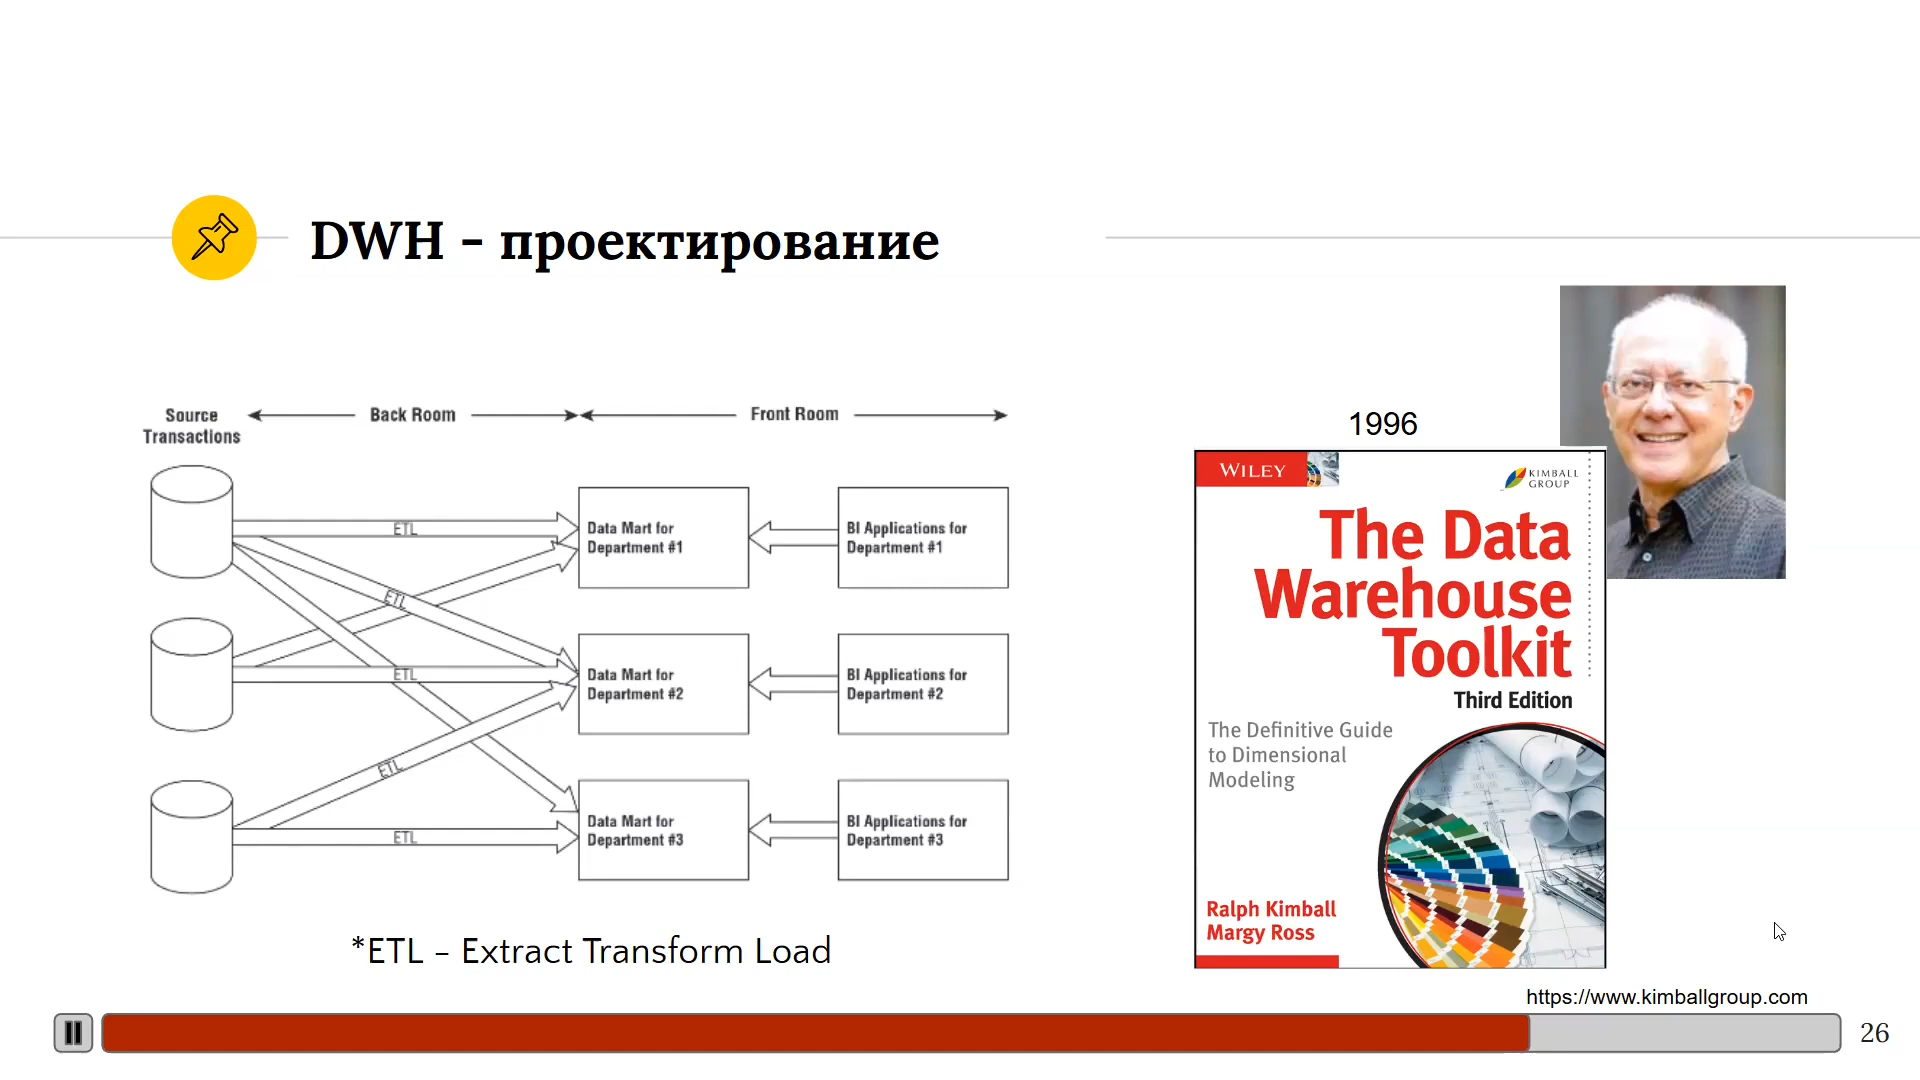 DWH - проектирование
Source
Transactions
Back Room
Front Room
ETL
Data Mart for
Department #1
BI Applications for
Department #1
ETL
ETL
Data Mart for
Department #2
BI Applications for
Department #2
ETL
ETL
Data Mart for
Department #3
BI Applications for
Department #3
*ETL – Extract Transform Load
1996
WILEY
KIMBALL
GROUP
The Data
Warehouse
Toolkit
Third Edition
The Definitive Guide
to Dimensional
Modeling
Ralph Kimball
Margy Ross
https://www.kimballgroup.com
26